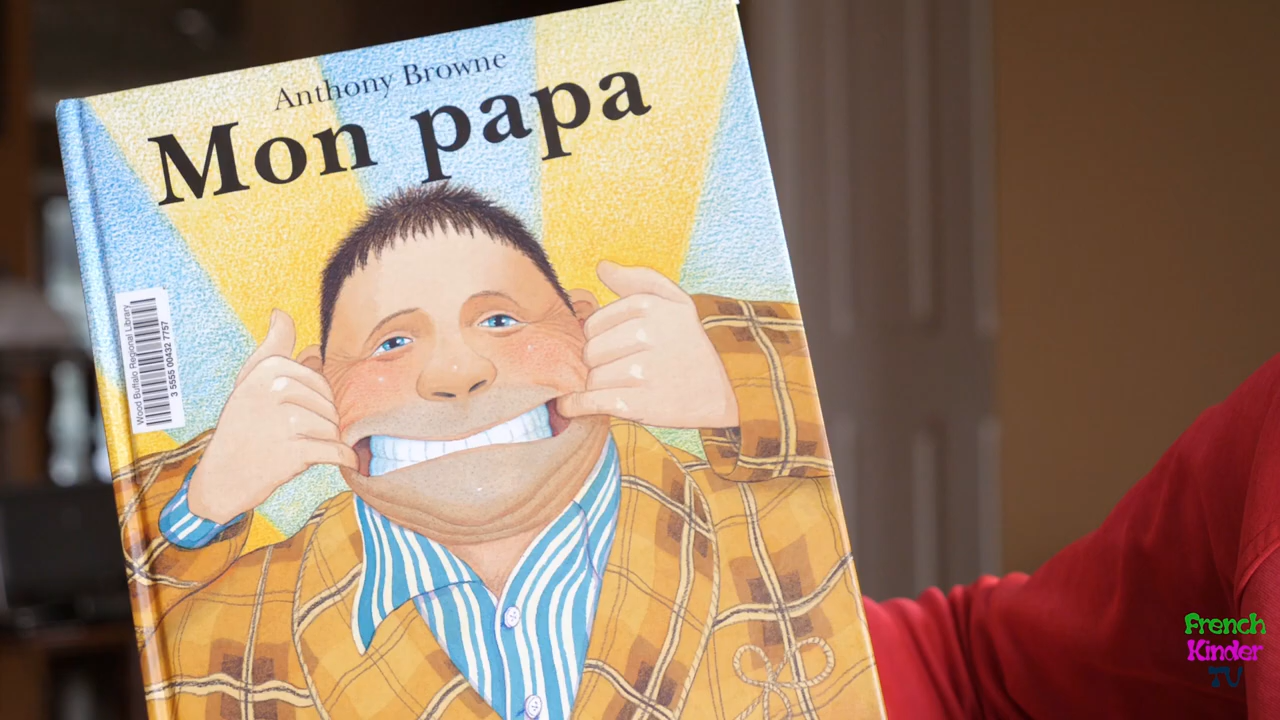 Anthony Browne
Mon papa
Wood Buffalo Regional Library
3 5555 00432 7757
French
Kinder
TV